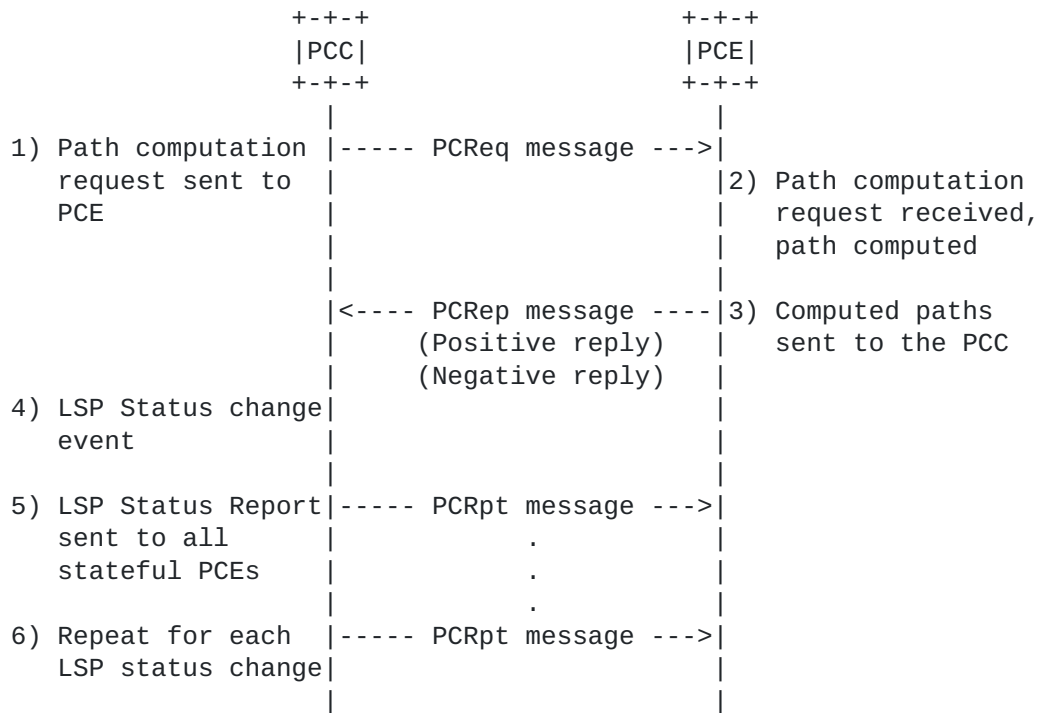 +-+-+                    +-+-+
|PCC|                    |PCE|
+-+-+                    +-+-+
|                        |
1) Path computation |----- PCReq message --->|
request sent to  |                        |2) Path computation
PCE              |                        |   request received,
|                        |   path computed
|                        |
|<---- PCRep message ----|3) Computed paths
|     (Positive reply)   |   sent to the PCC
|     (Negative reply)   |
4) LSP Status change|                        |
event            |                        |
|                        |
5) LSP Status Report|----- PCRpt message --->|
sent to all      |            .           |
stateful PCEs    |            .           |
|            .           |
6) Repeat for each  |----- PCRpt message --->|
LSP status change|                        |
|                        |